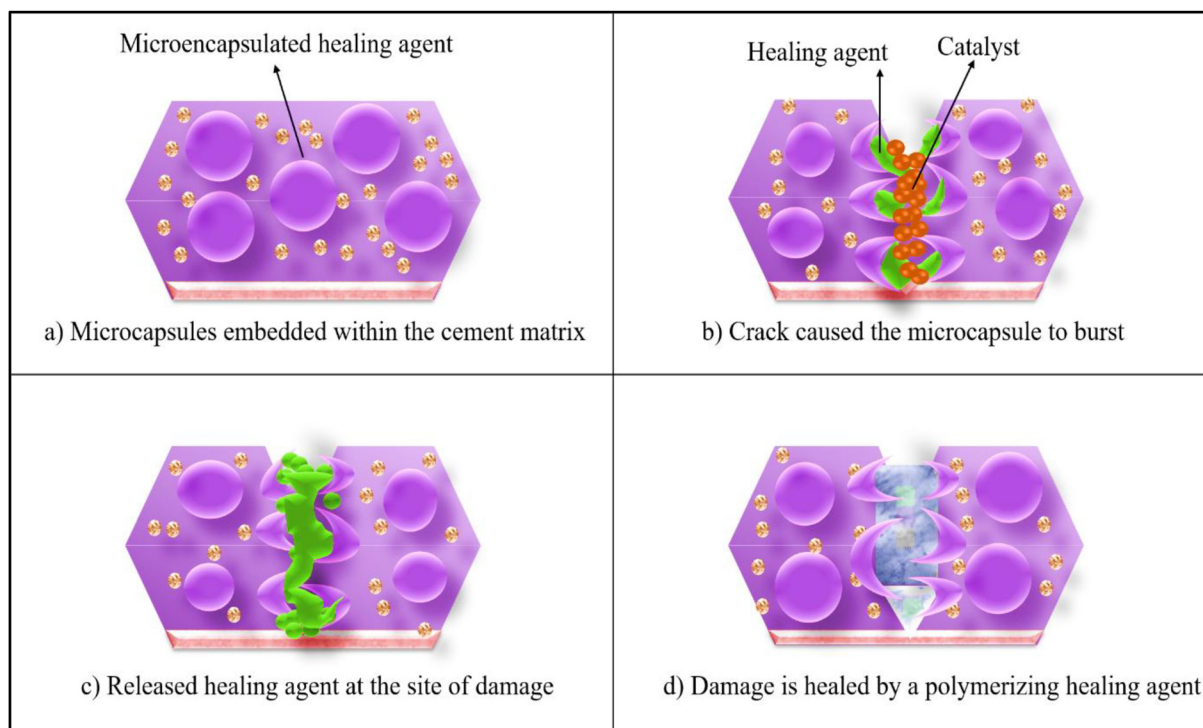 Microencapsulated healing agent
a) Microcapsules embedded within the cement matrix
Healing agent
Catalyst
b) Crack caused the microcapsule to burst
c) Released healing agent at the site of damage
d) Damage is healed by a polymerizing healing agent